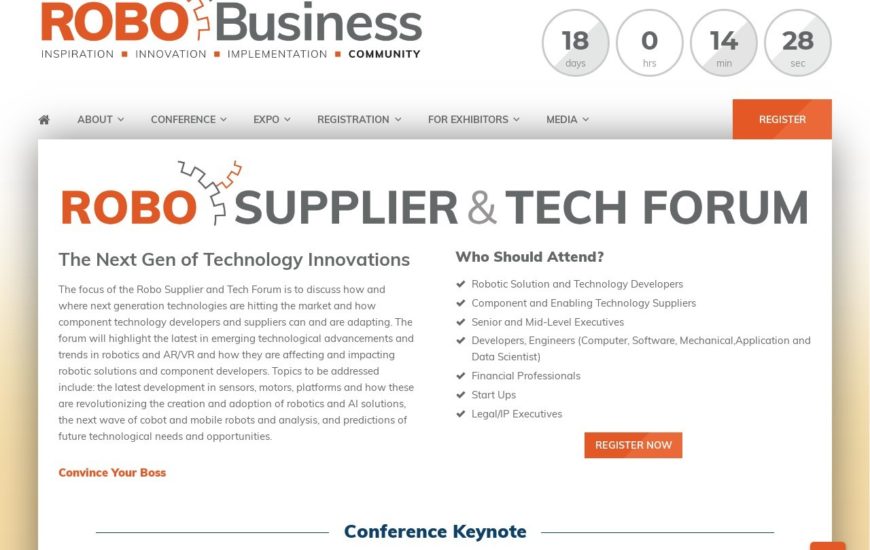 ROBO Business
INSPIRATION ■ INNOVATION ■ IMPLEMENTATION ■ COMMUNITY
18 days
0 hrs
14 min
28 sec
ABOUT CONFERENCE EXPO REGISTRATION FOR EXHIBITORS MEDIA REGISTER
ROBO SUPPLIER & TECH FORUM
The Next Gen of Technology Innovations
The focus of the Robo Supplier and Tech Forum is to discuss how and
where next generation technologies are hitting the market and how
component technology developers and suppliers can and are adapting. The
forum will highlight the latest in emerging technological advancements and
trends in robotics and AR/VR and how they are affecting and impacting
robotic solutions and component developers. Topics to be addressed
include: the latest development in sensors, motors, platforms and how these
are revolutionizing the creation and adoption of robotics and AI solutions,
the next wave of cobot and mobile robots and analysis, and predictions of
future technological needs and opportunities.
Convince Your Boss
Who Should Attend?
Robotic Solution and Technology Developers
Component and Enabling Technology Suppliers
Senior and Mid-Level Executives
Developers, Engineers (Computer, Software, Mechanical,Application and
Data Scientist)
Financial Professionals
Start Ups
Legal/IP Executives
REGISTER NOW
Conference Keynote